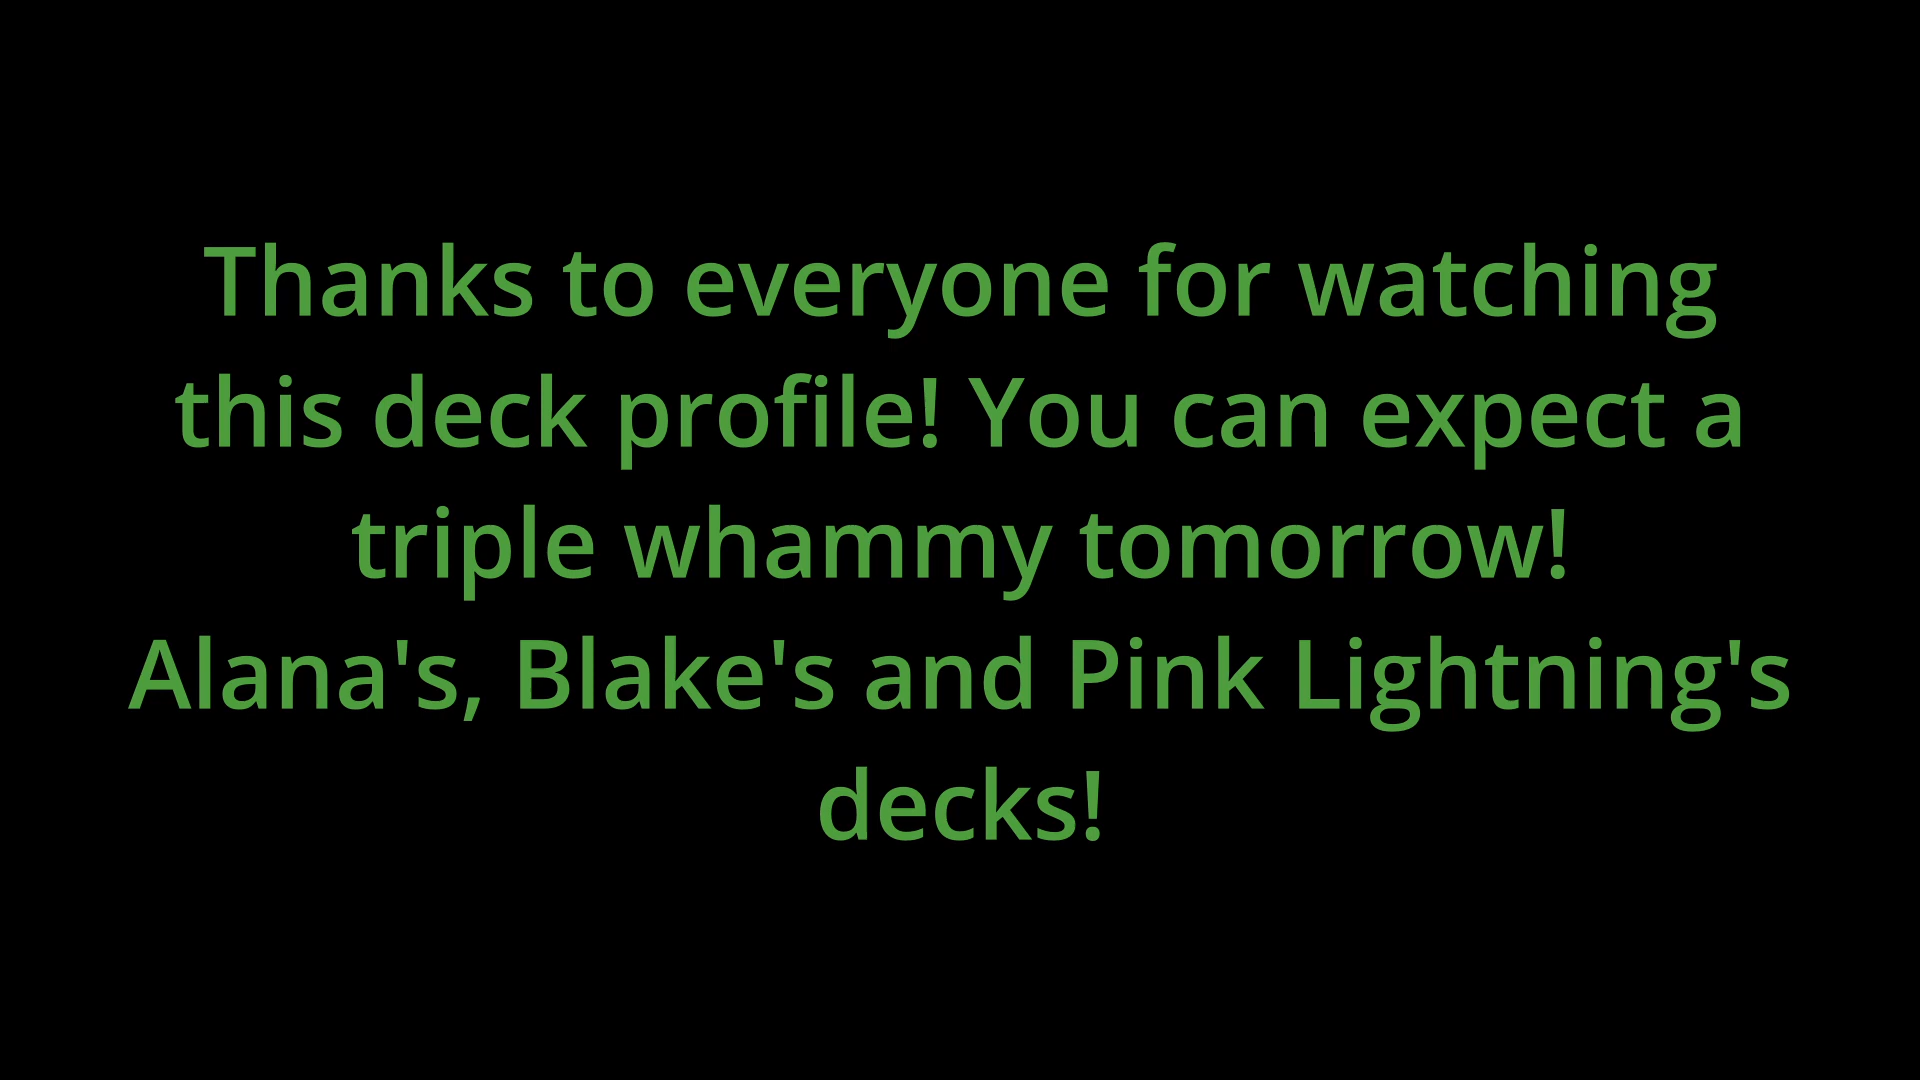 Thanks to everyone for watching
this deck profile! You can expect a
triple whammy tomorrow!
Alana's, Blake's and Pink Lightning's
decks!